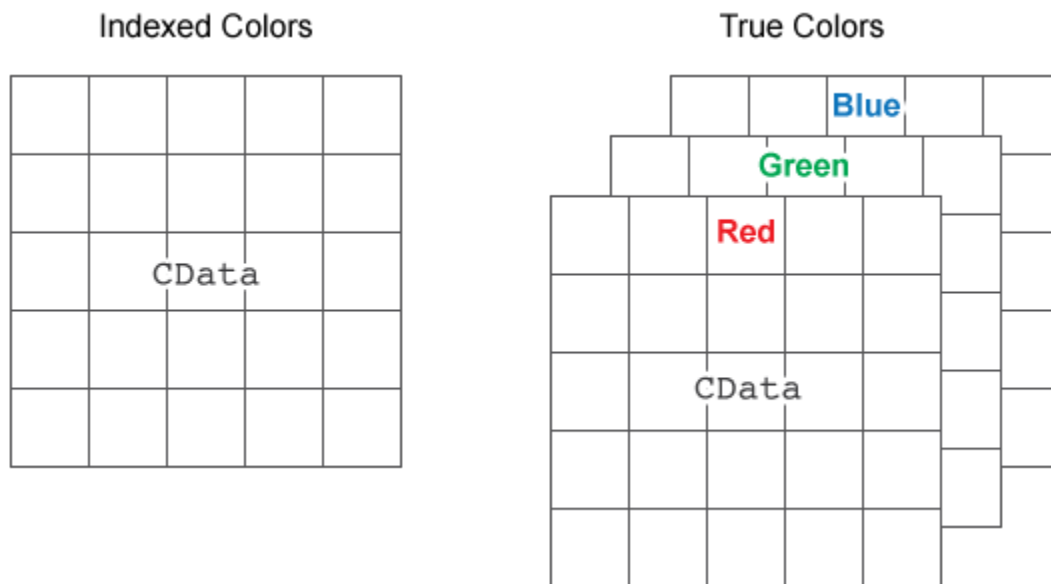 Indexed Colors
True Colors
CData
Blue
Green
Red
CData